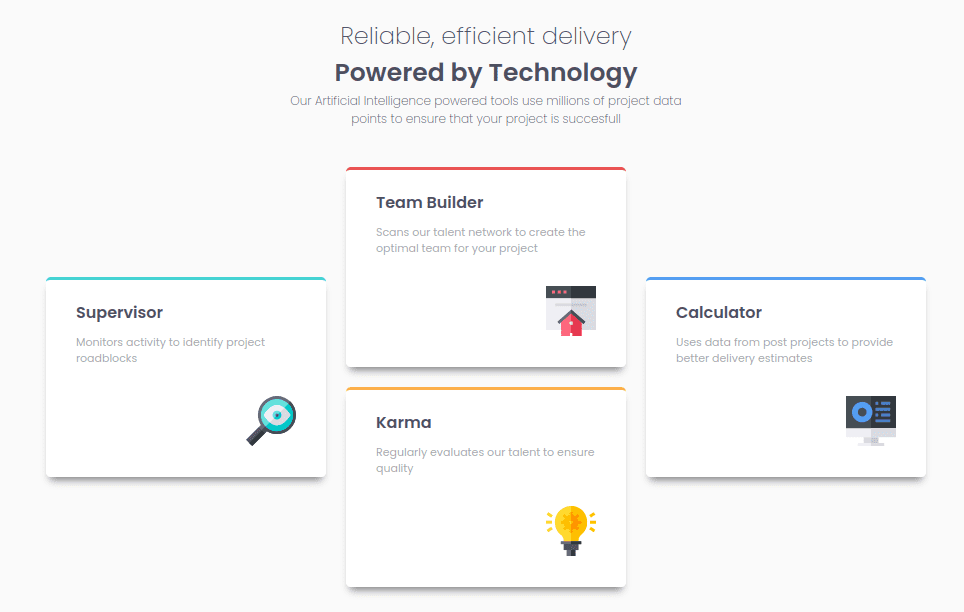 Reliable, efficient delivery
Powered by Technology
Our Artificial Intelligence powered tools use millions of project data
points to ensure that your project is succesfull
Team Builder
Scans our talent network to create the
optimal team for your project
Supervisor
Monitors activity to identify project
roadblocks
Calculator
Uses data from post projects to provide
better delivery estimates
Karma
Regularly evaluates our talent to ensure
quality